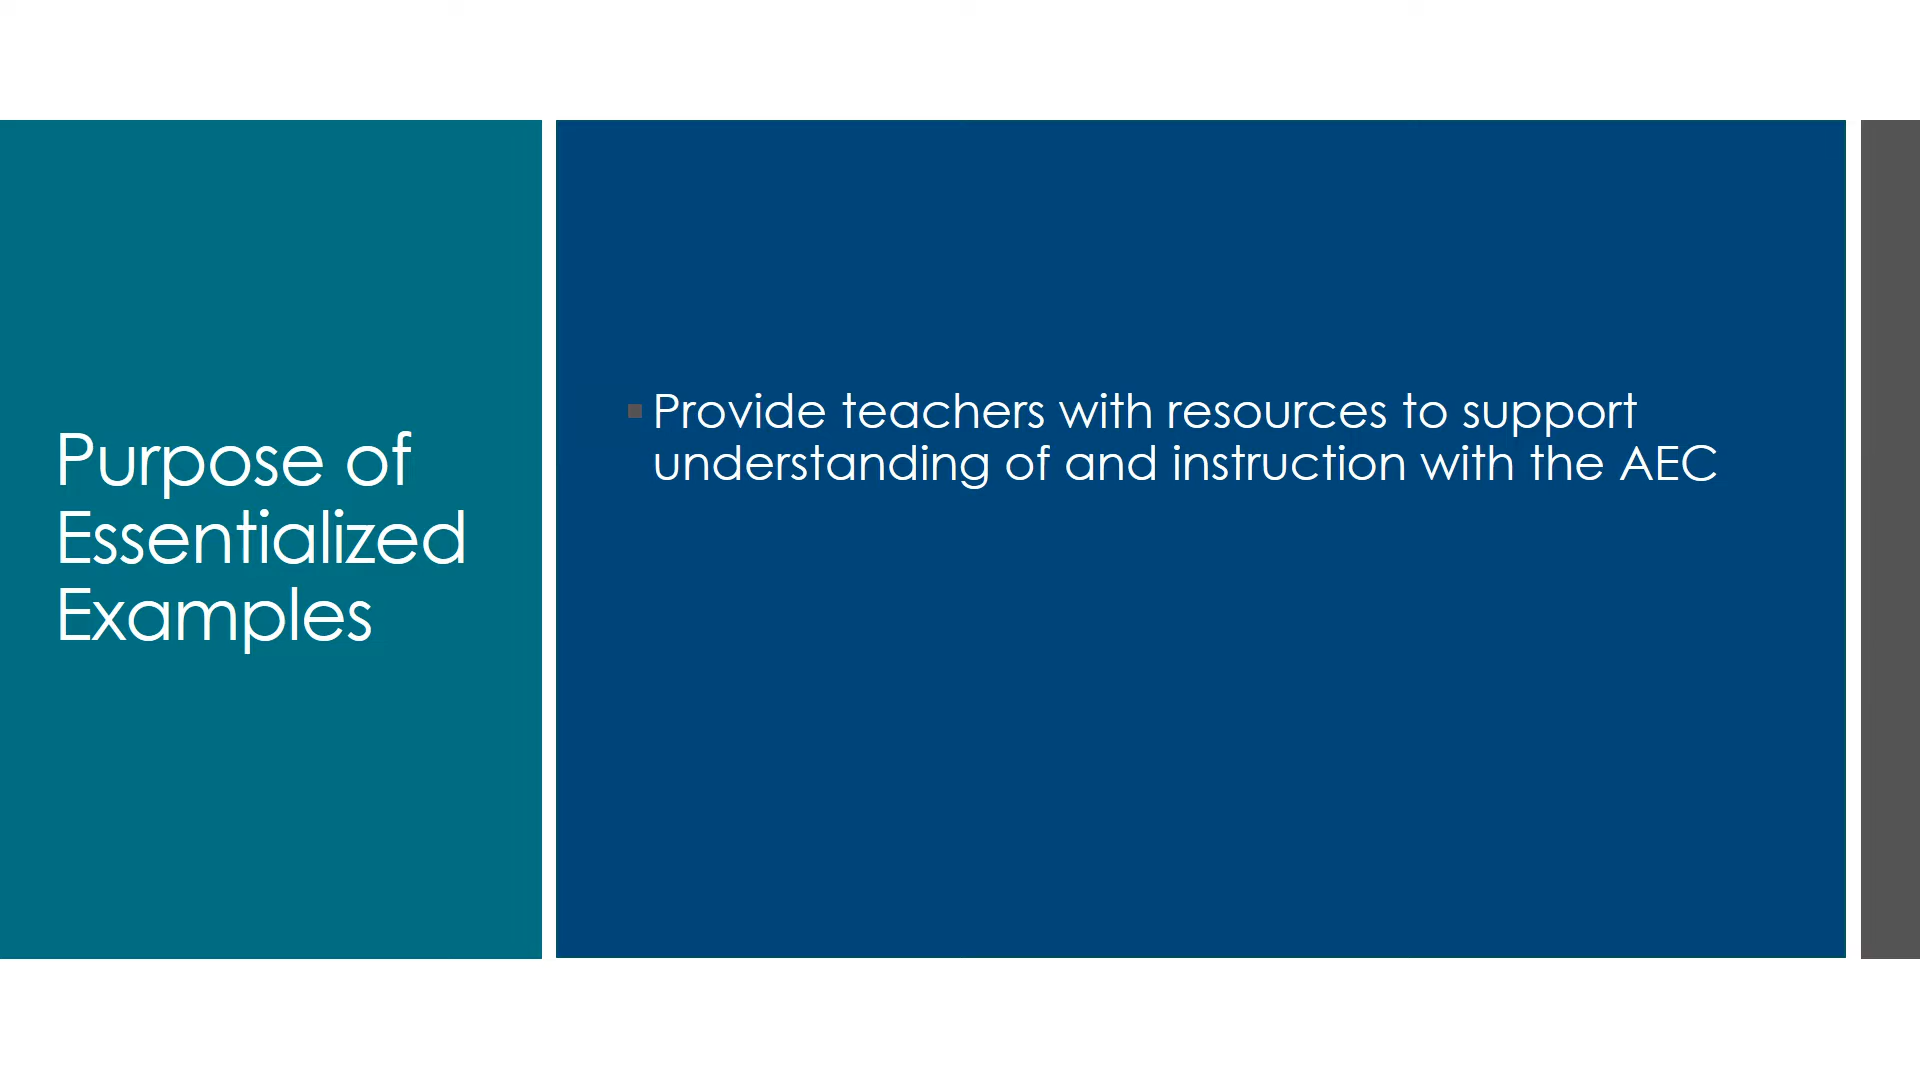 Purpose of
Essentialized
Examples
Provide teachers with resources to support
understanding of and instruction with the AEC